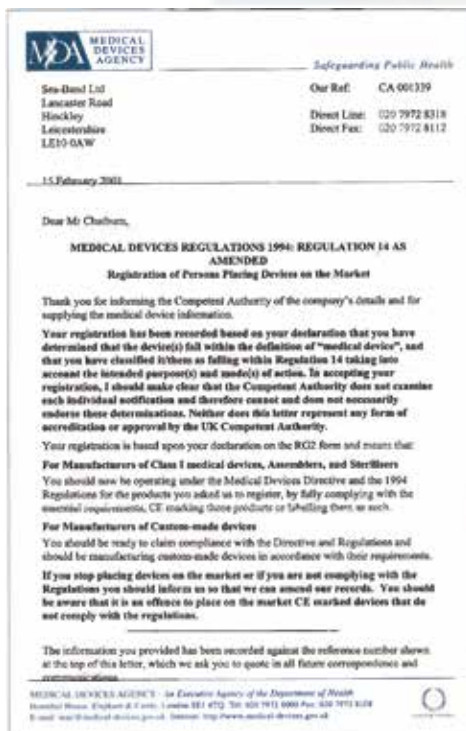 MDA
MEDICAL
DEVICES
AGENCY
Safeguarding Public Health
Sea-Band Ltd
Lancaster Road
Hinckley
Leicestershire
LE10 0AW
Our Ref: CA 001339
Direct Line: 020 7972 8318
Direct Fax: 020 7972 8112
15 February 2001
Dear Mr Chatburn,
MEDICAL DEVICES REGULATIONS 1994: REGULATION 14 AS
AMENDED
Registration of Persons Placing Devices on the Market
Thank you for informing the Competent Authority of the company's details and for
supplying the medical device information.
Your registration has been recorded based on your declaration that you have
determined that the device(s) fall within the definition of "medical device", and
that you have classified it/them as falling within Regulation 14 taking into
account the intended purpose(s) and mode(s) of action. In accepting your
registration, I should make clear that the Competent Authority does not examine
each individual notification and therefore cannot and does not necessarily
endorse these determinations. Neither does this letter represent any form of
accreditation or approval by the UK Competent Authority.
Your registration is based upon your declaration on the RG2 form and means that:
For Manufacturers of Class I medical devices, Assemblers, and Sterilisers
You should now be operating under the Medical Devices Directive and the 1994
Regulations for the products you asked us to register, by fully complying with the
essential requirements, CE marking those products or labelling them as such.
For Manufacturers of Custom-made devices
You should be ready to claim compliance with the Directive and Regulations and
should be manufacturing custom-made devices in accordance with their requirements.
If you stop placing devices on the market or if you are not complying with the
Regulations you should inform us so that we can amend our records. You should
be aware that it is an offence to place on the market CE marked devices that do
not comply with the regulations.
The information you provided has been recorded against the reference number shown
at the top of this letter, which we ask you to quote in all future correspondence and
communications
MEDICAL DEVICES AGENCY - An Executive Agency of the Department of Health
Hannibal House, Elephant & Castle, London SE1 6TQ Tel: 020 7972 8000 Fax: 020 7972